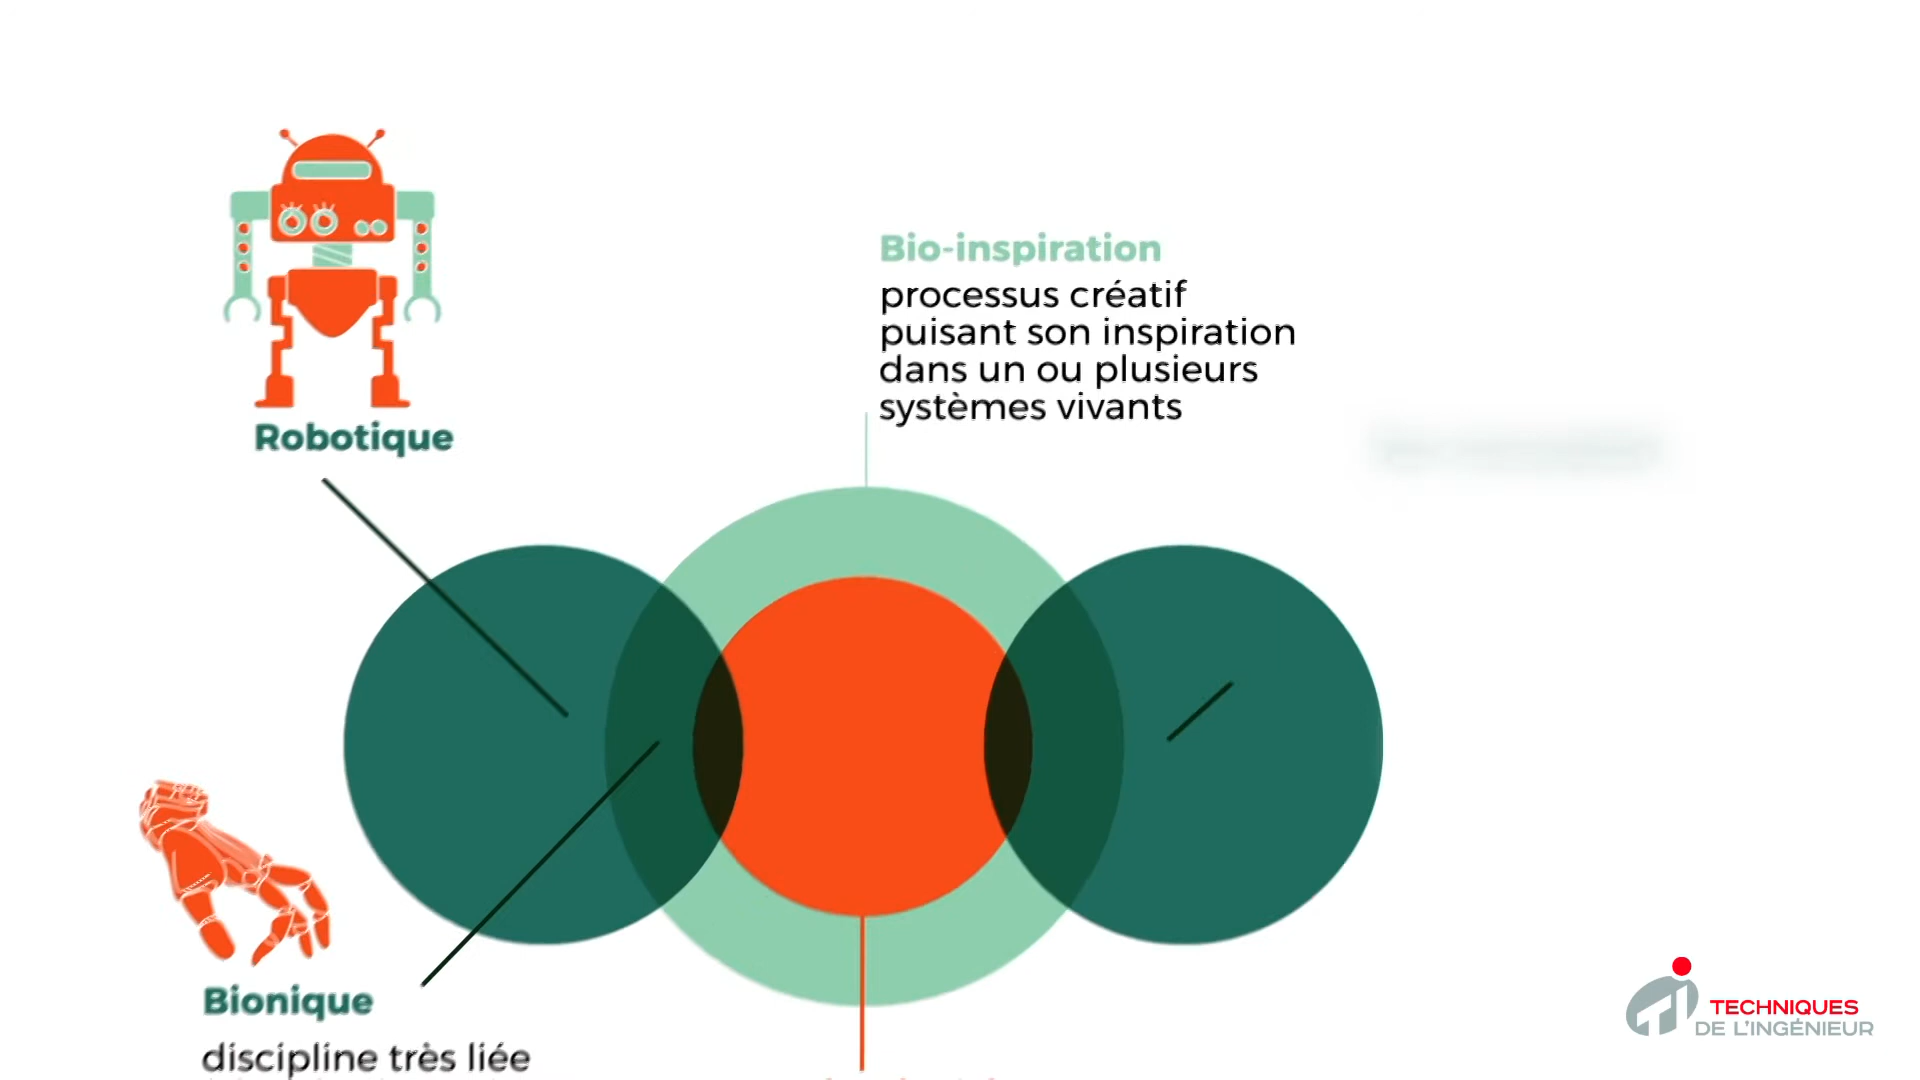 Robotique
Bio-inspiration
processus créatif
puisant son inspiration
dans un ou plusieurs
systèmes vivants
Bionique
discipline très liée
TECHNIQUES
DE L'INGÉNIEUR